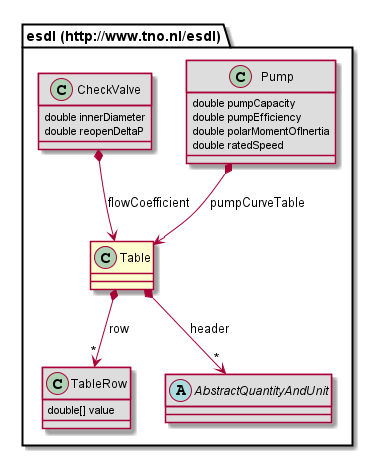 esdl (http://www.tno.nl/esdl)
C CheckValve
double innerDiameter
double reopenDeltaP
C Pump
double pumpCapacity
double pumpEfficiency
double polarMomentOfInertia
double ratedSpeed
flowCoefficient
pumpCurveTable
C Table
row
header
*
*
C TableRow
double[] value
A AbstractQuantityAndUnit